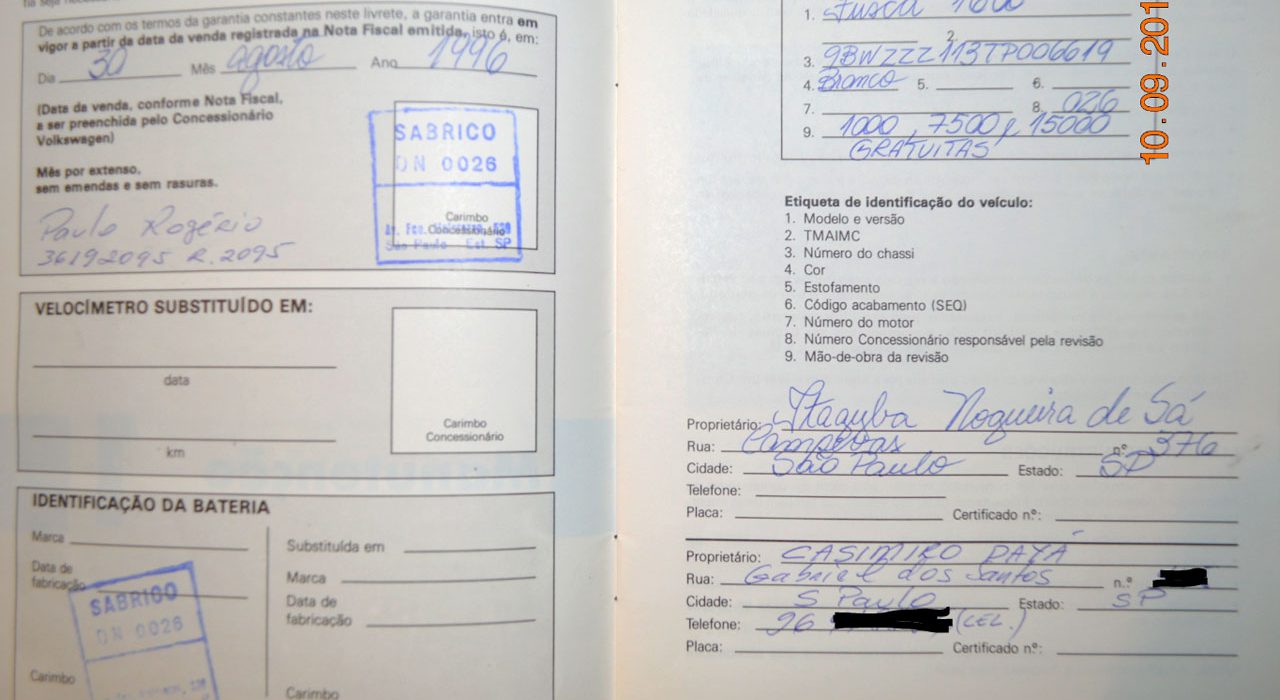 De acordo com os termos da garantia constantes neste livrete, a garantia entra em
vigor a partir da data da venda registrada na Nota Fiscal emitida, isto é, em:
Dia 30 Mês agosto Ano 1996
(Data da venda, conforme Nota Fiscal,
a ser preenchida pelo Concessionário
Volkswagen)
Mês por extenso,
sem emendas e sem rasuras.
SABRICO
DN 0026
Carimbo
Concessionário
São Paulo - Est. SP
Paulo Rogério
36192095 R. 2095
VELOCÍMETRO SUBSTITUÍDO EM:
data
km
Carimbo
Concessionário
IDENTIFICAÇÃO DA BATERIA
Marca
Data de
fabricação
SABRICO
DN 0026
Carimbo
Substituída em
Marca
Data de
fabricação
Carimbo
1. Fusca 1600
2.
3. 9BWZZZ113TP006619
4. Branco 5. 6.
7. 8. 026
9. 1000, 7500, 15000
GRATUITAS
10.09.201
Etiqueta de identificação do veículo:
1. Modelo e versão
2. TMAIMC
3. Número do chassi
4. Cor
5. Estofamento
6. Código acabamento (SEQ)
7. Número do motor
8. Número Concessionário responsável pela revisão
9. Mão-de-obra da revisão
Proprietário: Nogueira de Sá
Rua: n.º 376
Cidade: São Paulo Estado: SP
Telefone:
Placa: Certificado n.º:
Proprietário: CASIMIRO PAYÁ
Rua: Gabriel dos Santos n.º
Cidade: S Paulo Estado: SP
Telefone: 96 (CEL.)
Placa: Certificado n.º: